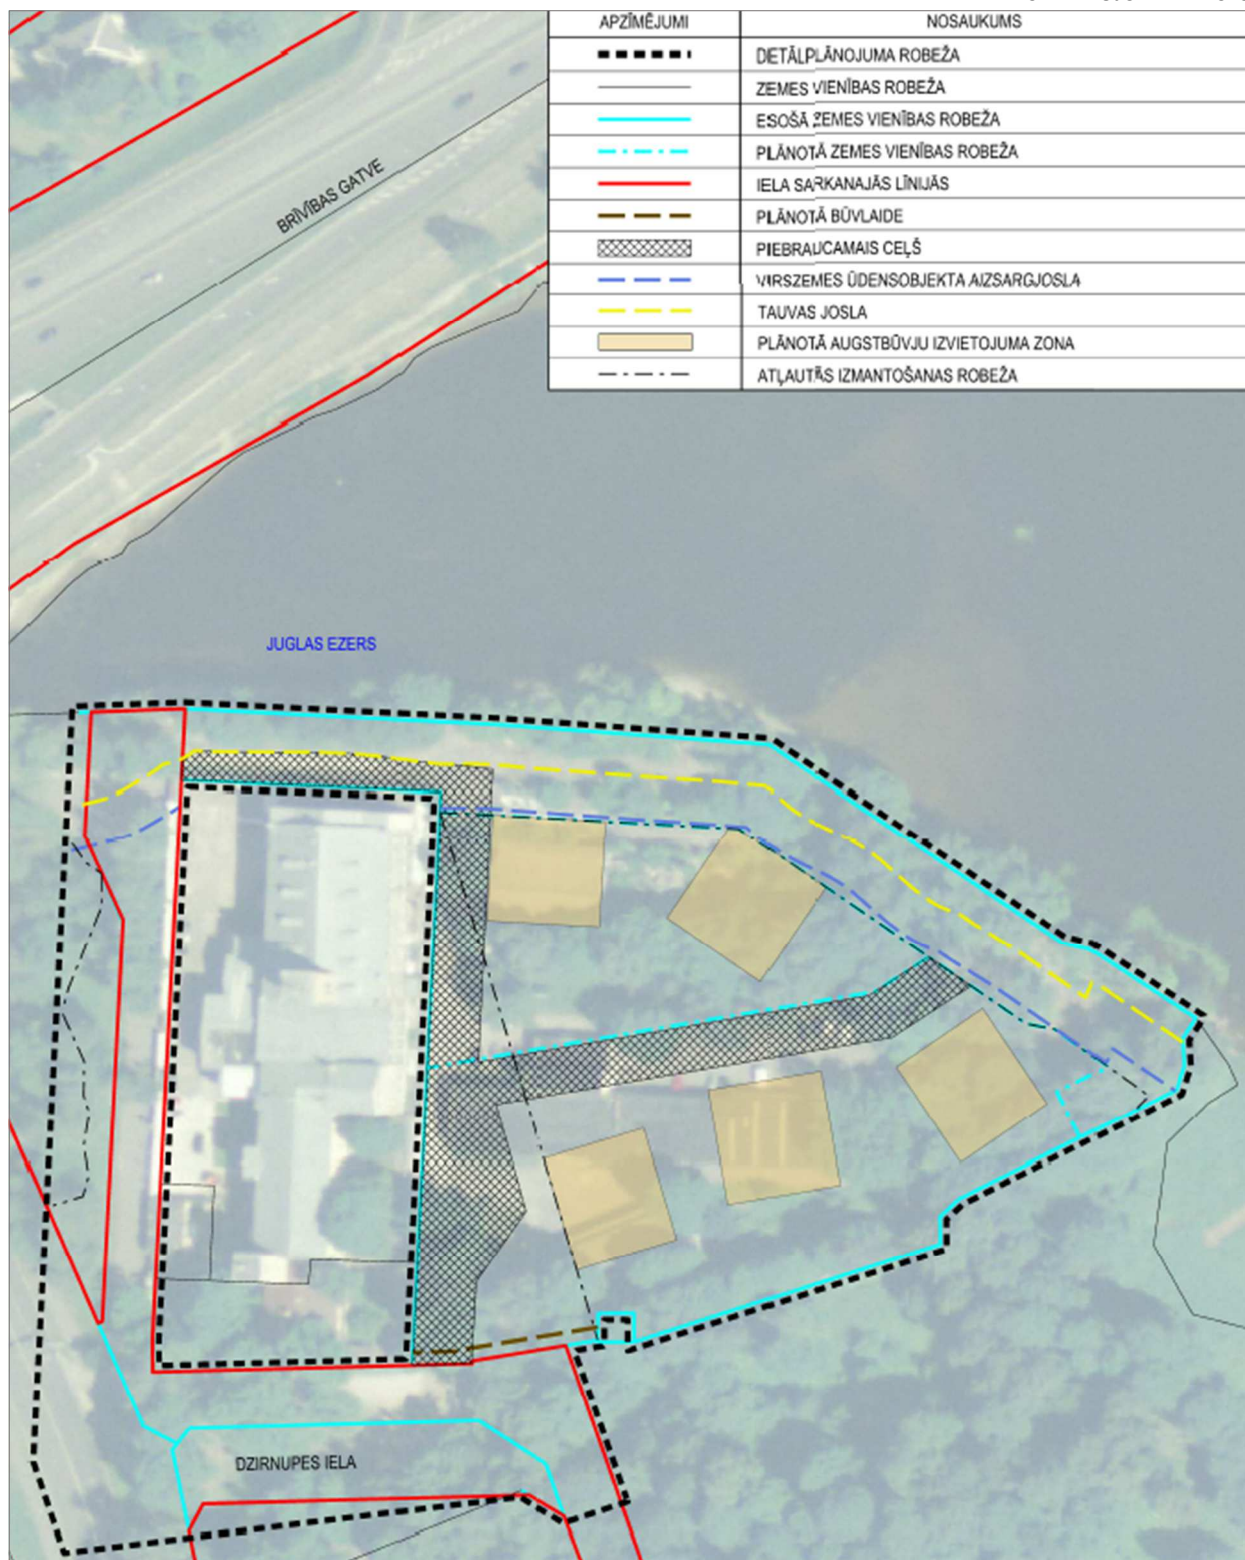 APZĪMĒJUMI NOSAUKUMS
DETĀLPLĀNOJUMA ROBEŽA
ZEMES VIENĪBAS ROBEŽA
ESOŠĀ ZEMES VIENĪBAS ROBEŽA
PLĀNOTĀ ZEMES VIENĪBAS ROBEŽA
IELA SARKANAJĀS LĪNIJĀS
PLĀNOTĀ BŪVLAIDE
PIEBRAUCAMAIS CEĻŠ
VIRSZEMES ŪDENSOBJEKTA AIZSARGJOSLA
TAUVAS JOSLA
PLĀNOTĀ AUGSTBŪVJU IZVIETOJUMA ZONA
ATĻAUTĀS IZMANTOŠANAS ROBEŽA
BRĪVĪBAS GATVE
JUGLAS EZERS
DZIRNUPES IELA